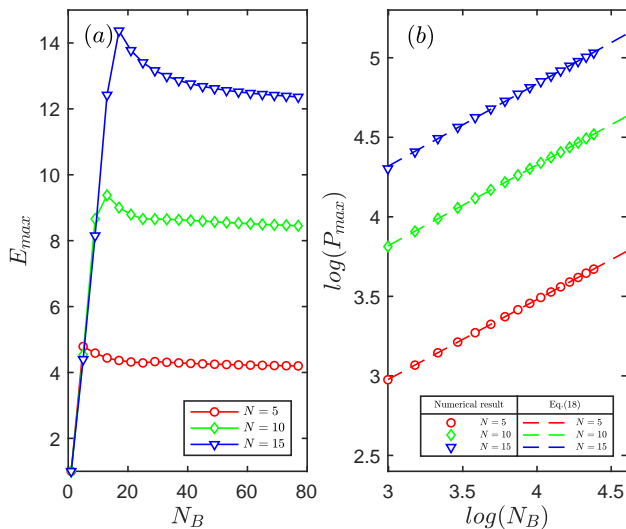 (a)
E_max
14
12
10
8
6
4
2
0 20 40 60 80
N_B
N = 5
N = 10
N = 15
(b)
log(P_max)
5
4.5
4
3.5
3
2.5
3 3.5 4 4.5
log(N_B)
Numerical result Eq.(18)
N = 5 N = 5
N = 10 N = 10
N = 15 N = 15